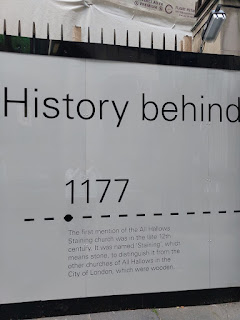 History behind
1177
The first mention of the All Hallows
Staining church was in the late 12th
century. It was named 'Staining', which
means stone, to distinguish it from the
other churches of All Hallows in the
City of London, which were wooden.